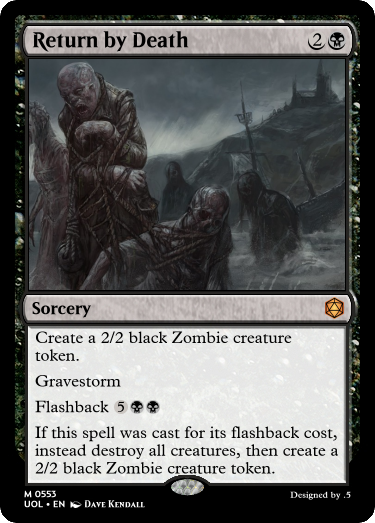 Return by Death 2
Sorcery
Create a 2/2 black Zombie creature
token.
Gravestorm
Flashback 5
If this spell was cast for its flashback cost,
instead destroy all creatures, then create a
2/2 black Zombie creature token.
M 0553
UOL • EN DAVE KENDALL
Designed by .5